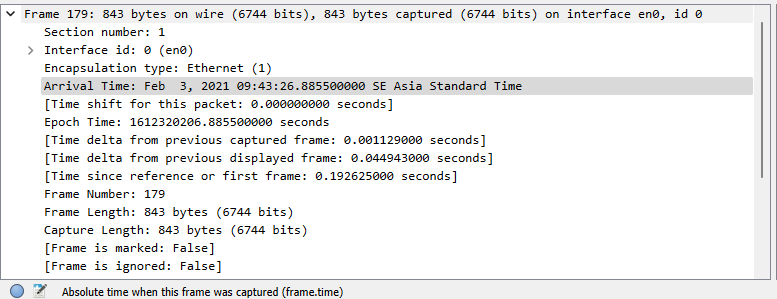 Frame 179: 843 bytes on wire (6744 bits), 843 bytes captured (6744 bits) on interface en0, id 0
Section number: 1
Interface id: 0 (en0)
Encapsulation type: Ethernet (1)
Arrival Time: Feb  3, 2021 09:43:26.885500000 SE Asia Standard Time
[Time shift for this packet: 0.000000000 seconds]
Epoch Time: 1612320206.885500000 seconds
[Time delta from previous captured frame: 0.001129000 seconds]
[Time delta from previous displayed frame: 0.044943000 seconds]
[Time since reference or first frame: 0.192625000 seconds]
Frame Number: 179
Frame Length: 843 bytes (6744 bits)
Capture Length: 843 bytes (6744 bits)
[Frame is marked: False]
[Frame is ignored: False]
Absolute time when this frame was captured (frame.time)